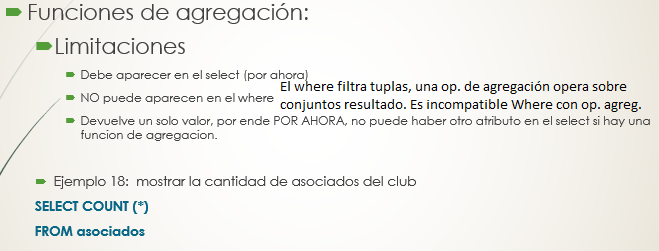 Funciones de agregación:
Limitaciones
Debe aparecer en el select (por ahora)
NO puede aparecen en el where
El where filtra tuplas, una op. de agregación opera sobre
conjuntos resultado. Es incompatible Where con op. agreg.
Devuelve un solo valor, por ende POR AHORA, no puede haber otro atributo en el select si hay una
funcion de agregacion.
Ejemplo 18: mostrar la cantidad de asociados del club
SELECT COUNT (*)
FROM asociados